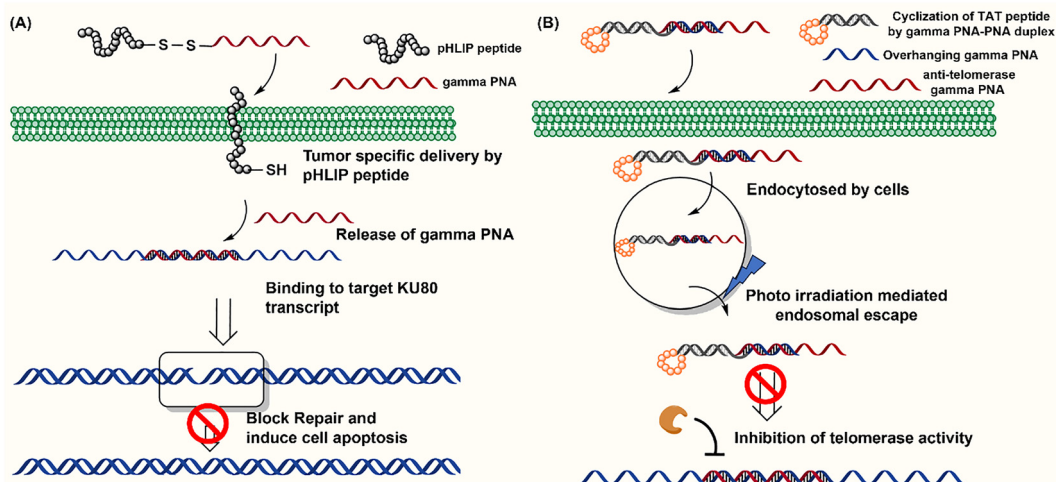 (A)
S S
pHLIP peptide
gamma PNA
SH
Tumor specific delivery by
pHLIP peptide
Release of gamma PNA
Binding to target KU80
transcript
Block Repair and
induce cell apoptosis
(B)
Cyclization of TAT peptide
by gamma PNA-PNA duplex
Overhanging gamma PNA
anti-telomerase
gamma PNA
Endocytosed by cells
Photo irradiation mediated
endosomal escape
Inhibition of telomerase activity